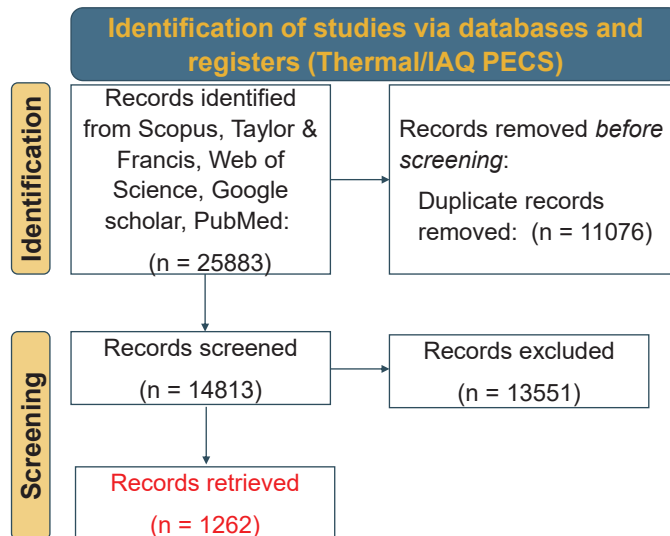 Identification of studies via databases and
registers (Thermal/IAQ PECS)
Identification
Records identified
from Scopus, Taylor &
Francis, Web of
Science, Google
scholar, PubMed:
(n = 25883)
Records removed before
screening:
Duplicate records
removed: (n = 11076)
Screening
Records screened
(n = 14813)
Records excluded
(n = 13551)
Records retrieved
(n = 1262)